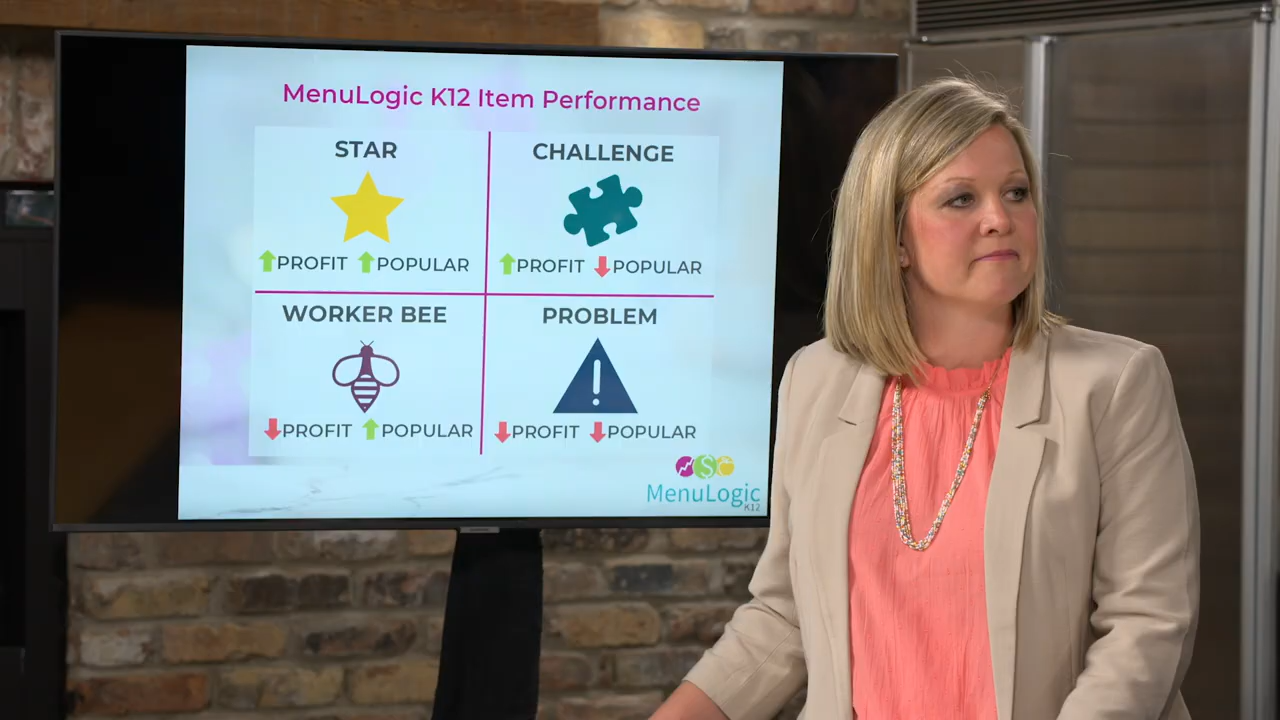 MenuLogic K12 Item Performance
STAR
PROFIT POPULAR
CHALLENGE
PROFIT POPULAR
WORKER BEE
PROFIT POPULAR
PROBLEM
PROFIT POPULAR
MenuLogic
K12